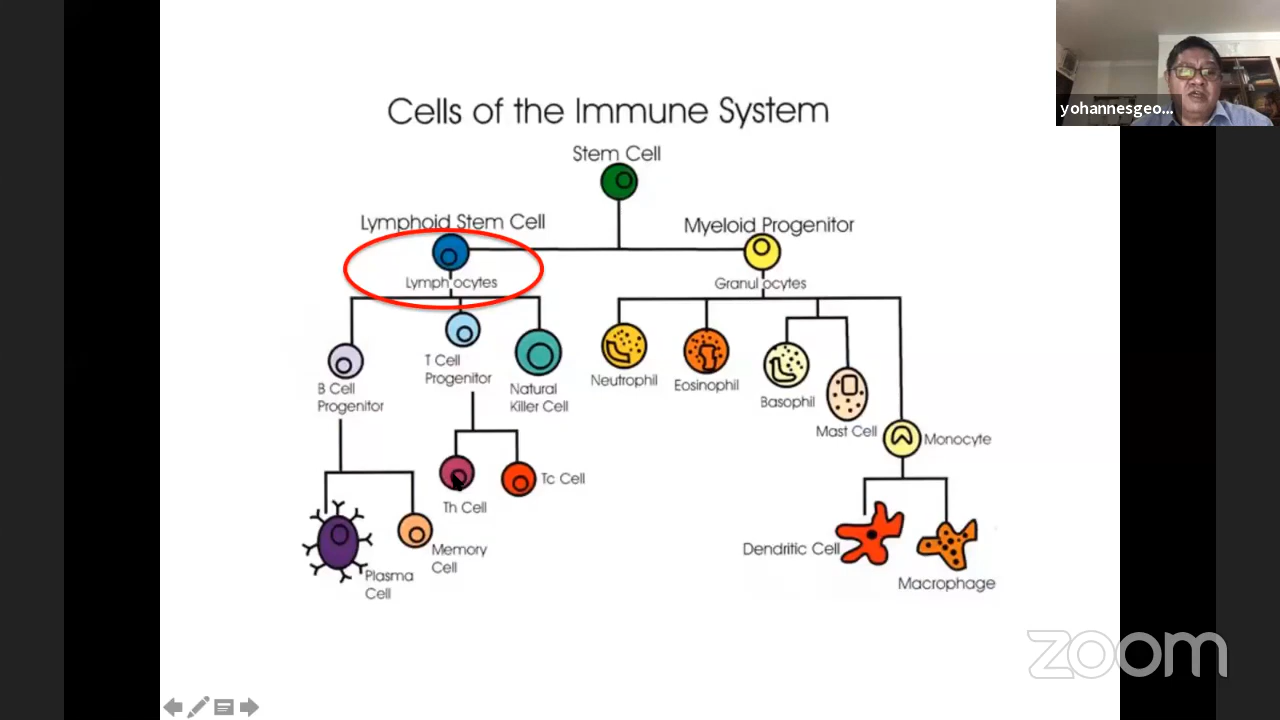 yohannesgeo...
Cells of the Immune System
Stem Cell
Lymphoid Stem Cell
Myeloid Progenitor
Lymphocytes
Granulocytes
B Cell
Progenitor
T Cell
Progenitor
Natural
Killer Cell
Neutrophil
Eosinophil
Basophil
Mast Cell
Monocyte
Th Cell
Tc Cell
Plasma
Cell
Memory
Cell
Dendritic Cell
Macrophage
zoom